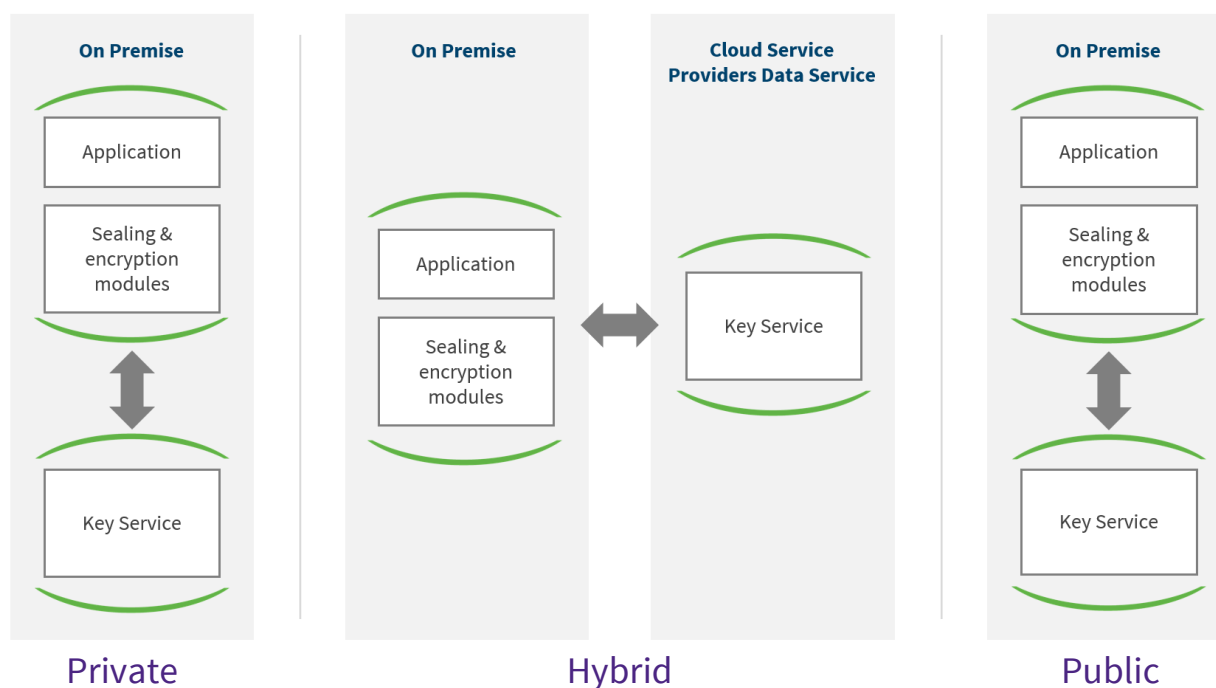 On Premise
Application
Sealing &
encryption
modules
Key Service
Private
On Premise
Application
Sealing &
encryption
modules
Cloud Service
Providers Data Service
Key Service
Hybrid
On Premise
Application
Sealing &
encryption
modules
Key Service
Public